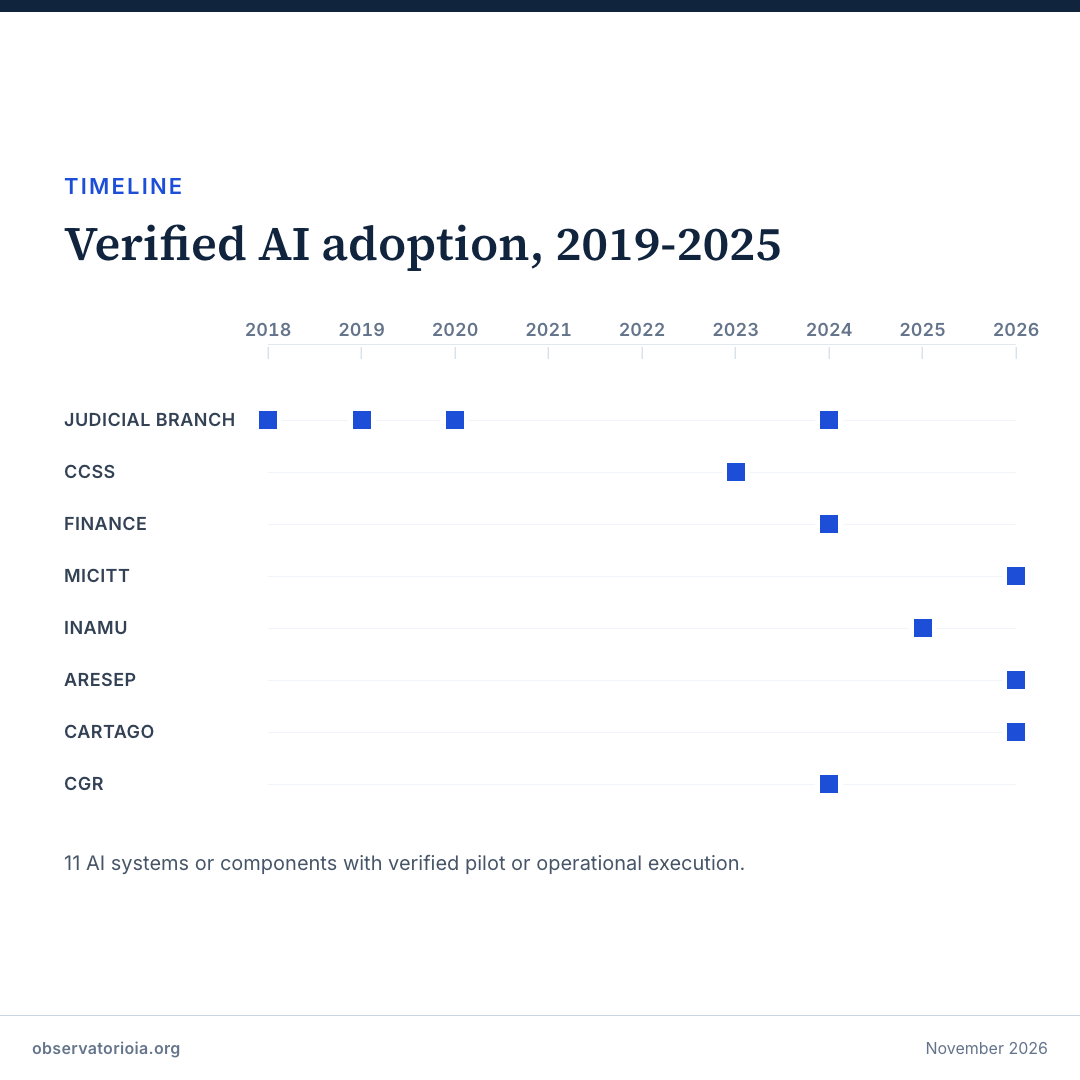 TIMELINE
Verified AI adoption, 2019-2025
2018 2019 2020 2021 2022 2023 2024 2025 2026
JUDICIAL BRANCH
CCSS
FINANCE
MICITT
INAMU
ARESEP
CARTAGO
CGR
11 AI systems or components with verified pilot or operational execution.
observatorioia.org November 2026